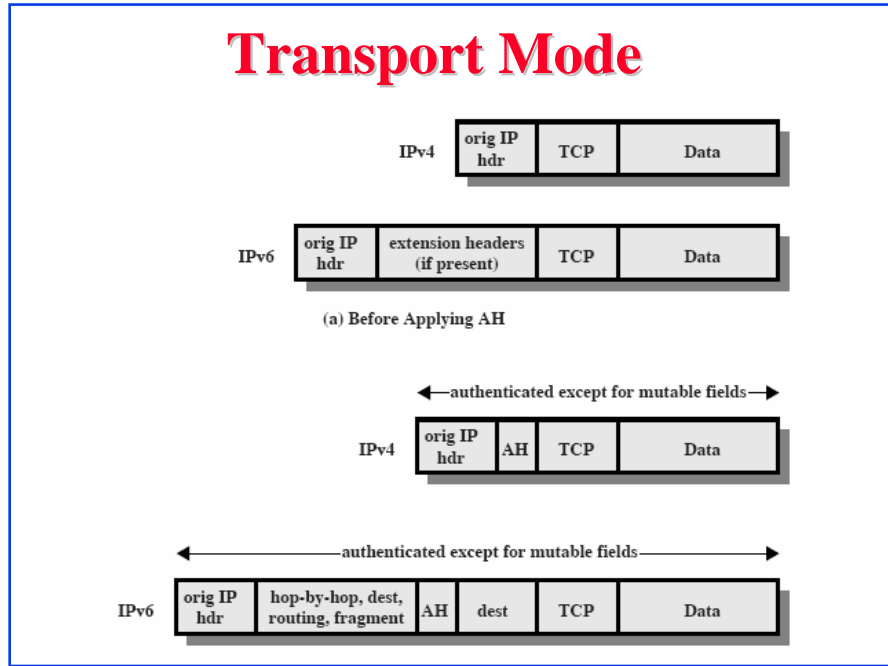 Transport Mode
IPv4
orig IP
hdr
TCP
Data
IPv6
orig IP
hdr
extension headers
(if present)
TCP
Data
(a) Before Applying AH
authenticated except for mutable fields
IPv4
orig IP
hdr
AH
TCP
Data
authenticated except for mutable fields
IPv6
orig IP
hdr
hop-by-hop, dest,
routing, fragment
AH
dest
TCP
Data